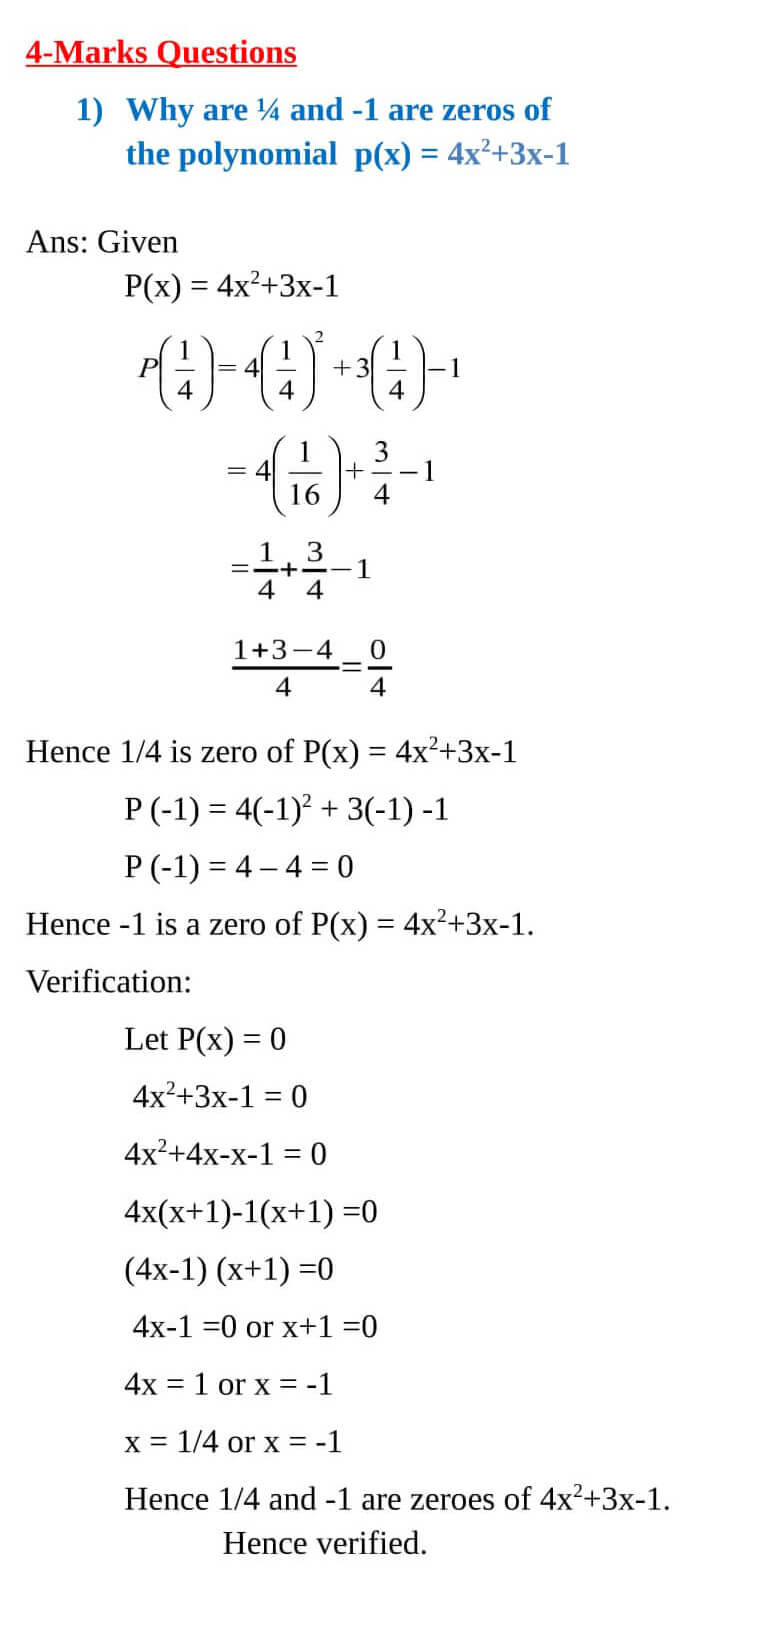 4-Marks Questions
1) Why are ¼ and -1 are zeros of
the polynomial p(x) = 4x²+3x-1
Ans: Given
P(x) = 4x²+3x-1
P(1/4) = 4(1/4)² + 3(1/4) – 1
= 4(1/16) + 3/4 – 1
= 1/4 + 3/4 – 1
(1+3–4)/4 = 0/4
Hence 1/4 is zero of P(x) = 4x²+3x-1
P (-1) = 4(-1)² + 3(-1) -1
P (-1) = 4 – 4 = 0
Hence -1 is a zero of P(x) = 4x²+3x-1.
Verification:
Let P(x) = 0
4x²+3x-1 = 0
4x²+4x-x-1 = 0
4x(x+1)-1(x+1) =0
(4x-1) (x+1) =0
4x-1 =0 or x+1 =0
4x = 1 or x = -1
x = 1/4 or x = -1
Hence 1/4 and -1 are zeroes of 4x²+3x-1.
Hence verified.